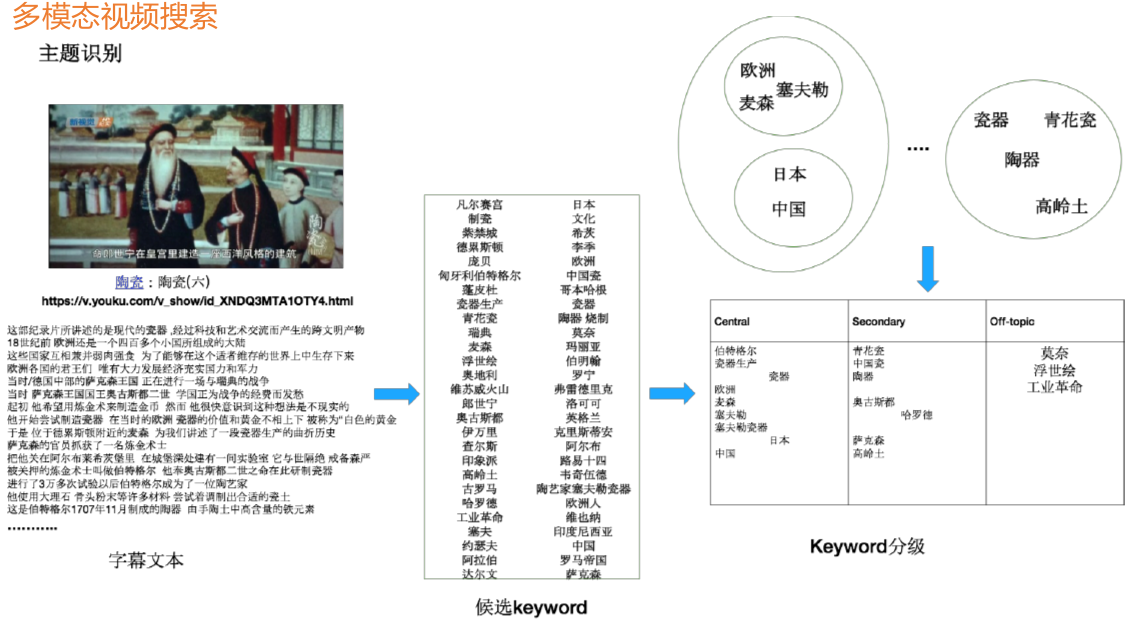 多模态视频搜索
主题识别
新视觉
陶瓷
郎世宁在皇宫里建造 西洋风格的建筑
陶瓷：陶瓷(六)
https://v.youku.com/v_show/id_XNDQ3MTA1OTY4.html
这部纪录片所讲述的是现代的瓷器 ,经过科技和艺术交流而产生的跨文明产物
18世纪前 欧洲还是一个四百多个小国所组成的大陆
这些国家互相兼并弱肉强食 为了能够在这个适者维存的世界上中生存下来
欧洲各国的君王们 唯有大力发展经济充实国力和军力
当时/德国中部的萨克森王国 正在进行一场与瑞典的战争
当时 萨克森王国国王奥古斯都二世 学国正为战争的经费而发愁
起初 他希望用炼金术来制造金币 然而 他很快意识到这种想法是不现实的
他开始尝试制造瓷器 在当时的欧洲 瓷器的价值和黄金不相上下 被称为"白色的黄金
于是 位于德累斯顿附近的麦森 为我们讲述了一段瓷器生产的曲折历史
萨克森的官员抓获了一名炼金术士
把他关在阿尔布莱希茨堡里 在城堡深处建有一间实验室 它与世隔绝 戒备森严
被关押的炼金术士叫做伯特格尔 他奉奥古斯都二世之命在此研制瓷器
进行了3万多次试验以后伯特格尔成为了一位陶艺家
他使用大理石 骨头粉末等许多材料 尝试着调制出合适的瓷土
这是伯特格尔1707年11月制成的陶器 由手陶土中高含量的铁元素
...........
字幕文本
凡尔赛宫 日本
制瓷 文化
紫禁城 希茨
德累斯顿 李季
庞贝 欧洲
匈牙利伯特格尔 中国瓷
蓬皮杜 哥本哈根
瓷器生产 瓷器
青花瓷 陶器 烧制
瑞典 莫奈
麦森 玛丽亚
浮世绘 伯明翰
奥地利 罗宁
维苏威火山 弗雷德里克
郎世宁 洛可可
奥古斯都 英格兰
伊万里 克里斯蒂安
查尔斯 阿尔布
印象派 路易十四
高岭土 韦奇伍德
古罗马 陶艺家塞夫勒瓷器
哈罗德 欧洲人
工业革命 维也纳
塞夫 印度尼西亚
约瑟夫 中国
阿拉伯 罗马帝国
达尔文 萨克森
候选keyword
欧洲
塞夫勒
麦森
日本
中国
....
瓷器 青花瓷
陶器
高岭土
Central Secondary Off-topic
伯特格尔 青花瓷 莫奈
瓷器生产 中国瓷 浮世绘
瓷器 陶器 工业革命
欧洲
麦森 奥古斯都
塞夫勒 哈罗德
塞夫勒瓷器
日本 萨克森
中国 高岭土
Keyword分级